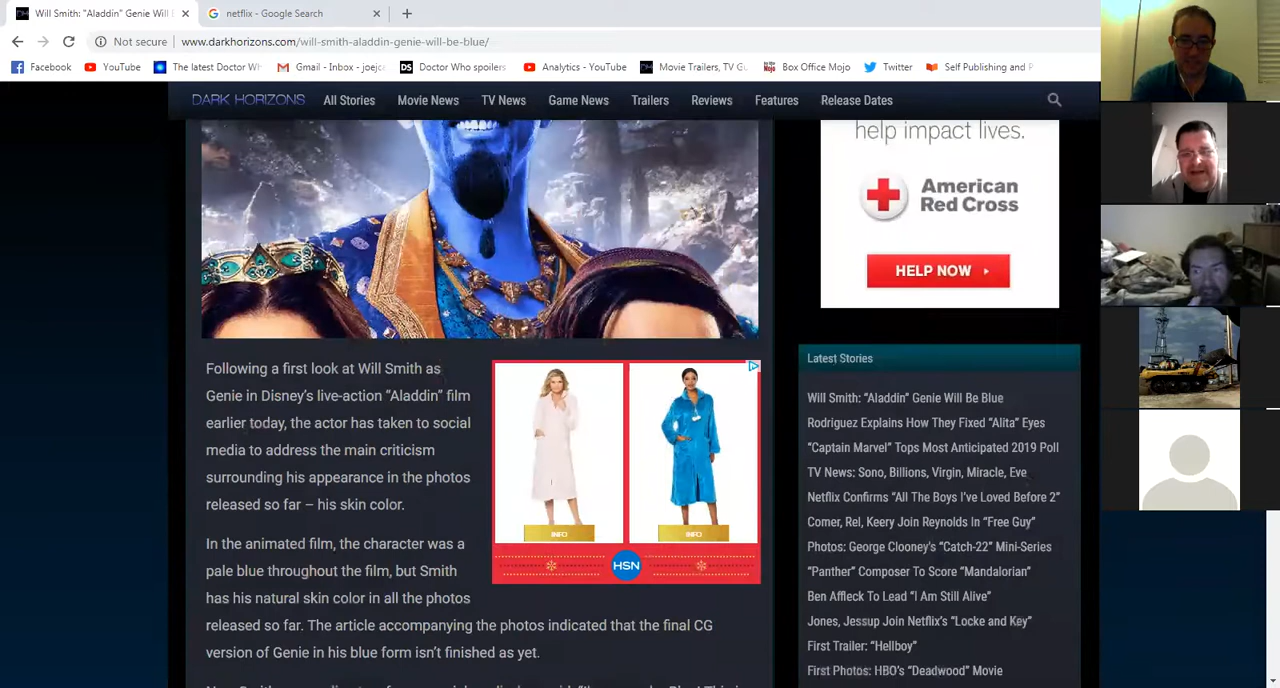 Will Smith: "Aladdin" Genie Will
netflix - Google Search
Not secure
www.darkhorizons.com/will-smith-aladdin-genie-will-be-blue/
Facebook
YouTube
The latest Doctor Wh
Gmail - Inbox - joejc
Doctor Who spoilers
Analytics - YouTube
Movie Trailers, TV Gu
Box Office Mojo
Twitter
Self Publishing and P
DARK HORIZONS
All Stories
Movie News
TV News
Game News
Trailers
Reviews
Features
Release Dates
help impact lives.
American
Red Cross
HELP NOW
Following a first look at Will Smith as
Genie in Disney's live-action "Aladdin" film
earlier today, the actor has taken to social
media to address the main criticism
surrounding his appearance in the photos
released so far – his skin color.
In the animated film, the character was a
pale blue throughout the film, but Smith
has his natural skin color in all the photos
released so far. The article accompanying the photos indicated that the final CG
version of Genie in his blue form isn't finished as yet.
INFO
INFO
HSN
Latest Stories
Will Smith: "Aladdin" Genie Will Be Blue
Rodriguez Explains How They Fixed "Alita" Eyes
"Captain Marvel" Tops Most Anticipated 2019 Poll
TV News: Sono, Billions, Virgin, Miracle, Eve
Netflix Confirms "All The Boys I've Loved Before 2"
Comer, Rel, Keery Join Reynolds In "Free Guy"
Photos: George Clooney's "Catch-22" Mini-Series
"Panther" Composer To Score "Mandalorian"
Ben Affleck To Lead "I Am Still Alive"
Jones, Jessup Join Netflix's "Locke and Key"
First Trailer: "Hellboy"
First Photos: HBO's "Deadwood" Movie